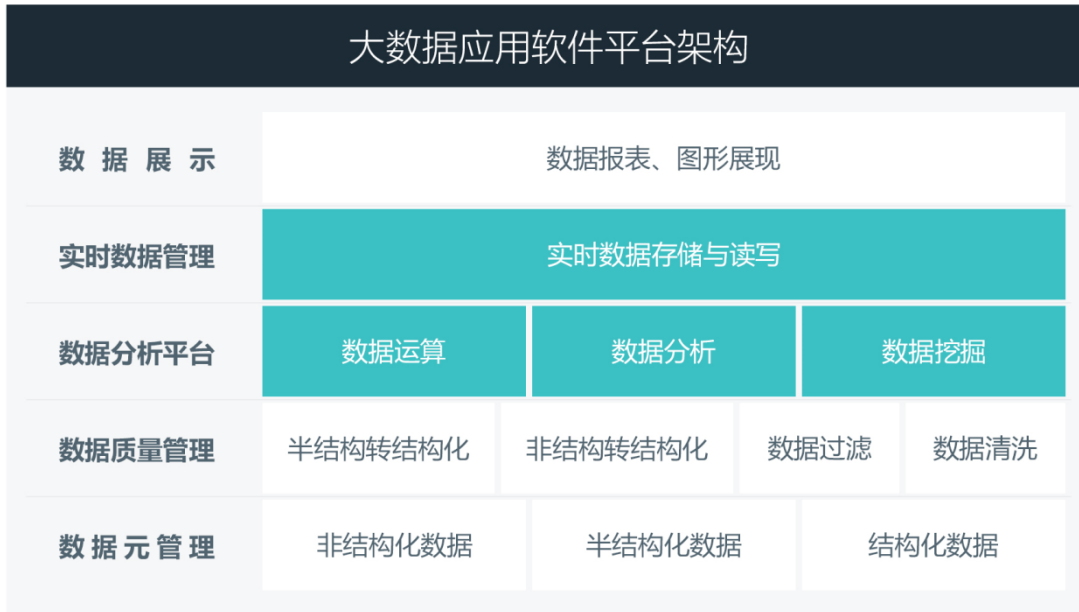 大数据应用软件平台架构
数据展示 数据报表、图形展现
实时数据管理 实时数据存储与读写
数据分析平台 数据运算 数据分析 数据挖掘
数据质量管理 半结构转结构化 非结构转结构化 数据过滤 数据清洗
数据元管理 非结构化数据 半结构化数据 结构化数据